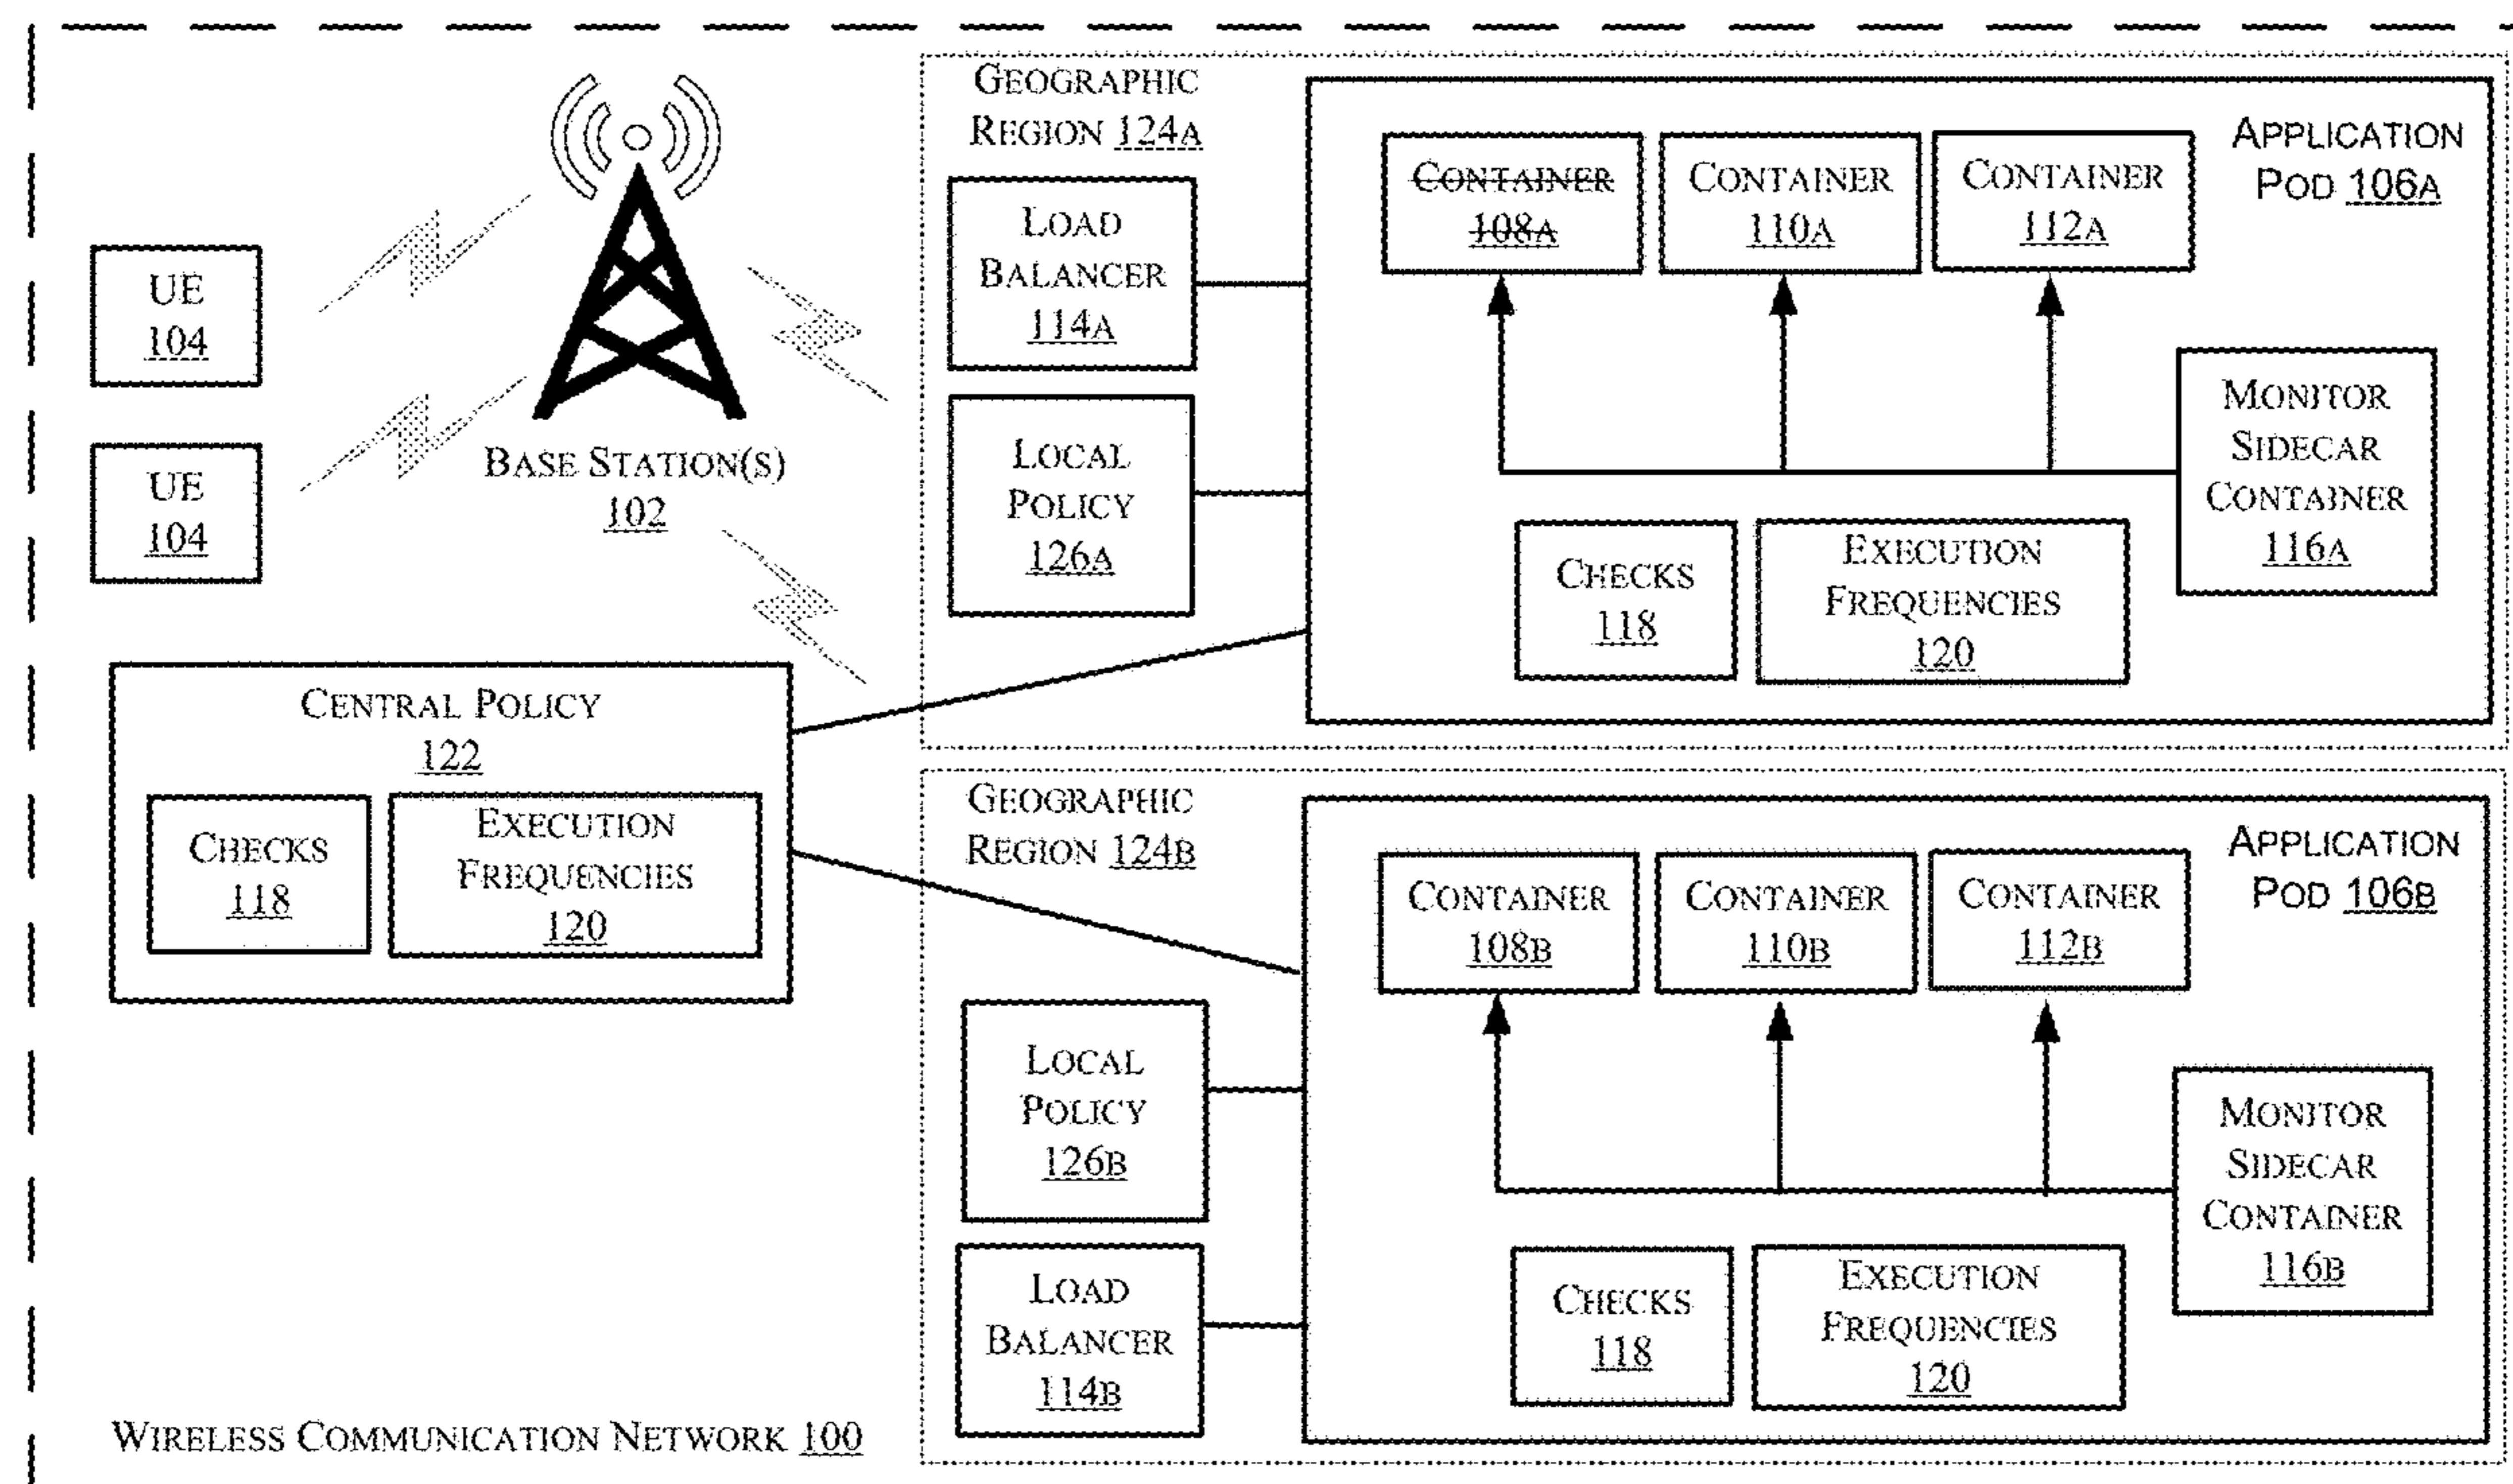 UE
104
UE
104
BASE STATION(S)
102
CENTRAL POLICY
122
CHECKS
118
EXECUTION
FREQUENCIES
120
WIRELESS COMMUNICATION NETWORK 100
GEOGRAPHIC
REGION 124A
LOAD
BALANCER
114A
LOCAL
POLICY
126A
APPLICATION
POD 106A
CONTAINER
108A
CONTAINER
110A
CONTAINER
112A
MONITOR
SIDECAR
CONTAINER
116A
CHECKS
118
EXECUTION
FREQUENCIES
120
GEOGRAPHIC
REGION 124B
LOCAL
POLICY
126B
LOAD
BALANCER
114B
APPLICATION
POD 106B
CONTAINER
108B
CONTAINER
110B
CONTAINER
112B
MONITOR
SIDECAR
CONTAINER
116B
CHECKS
118
EXECUTION
FREQUENCIES
120